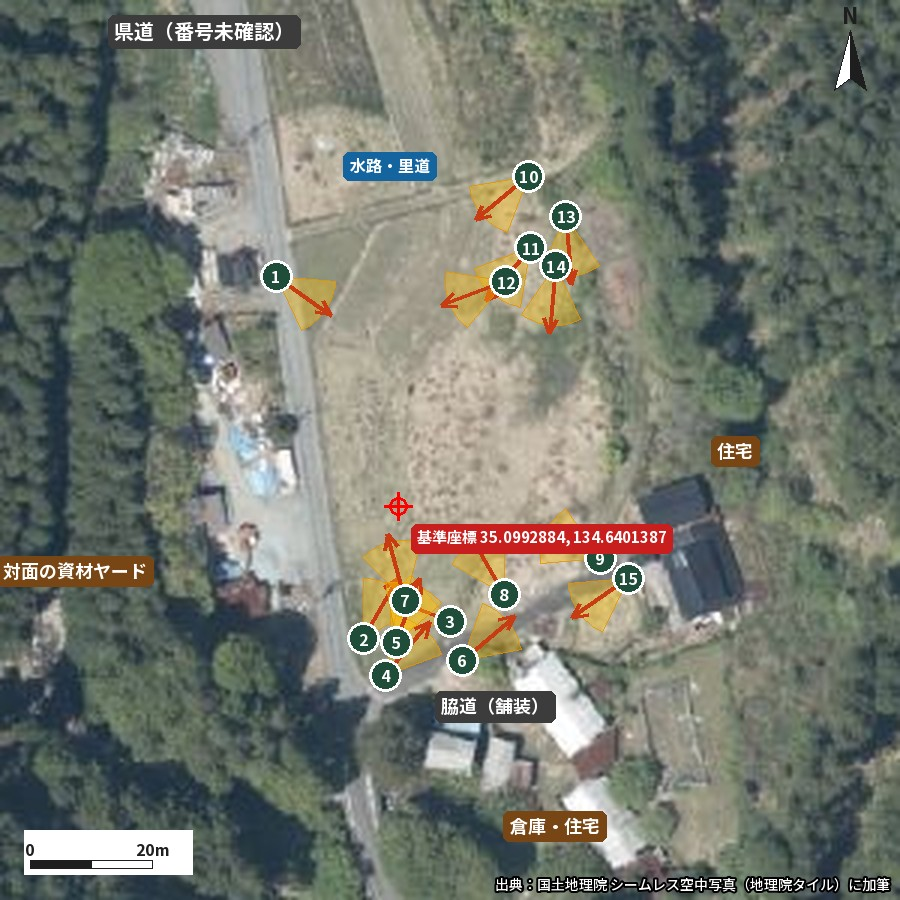 県道（番号未確認）
N
水路・里道
10
13
11
14
12
1
住宅
基準座標 35.0992884, 134.6401387
対面の資材ヤード
9
15
7
8
3
2
5
6
4
脇道（舗装）
倉庫・住宅
0 20m
出典：国土地理院 シームレス空中写真（地理院タイル）に加筆